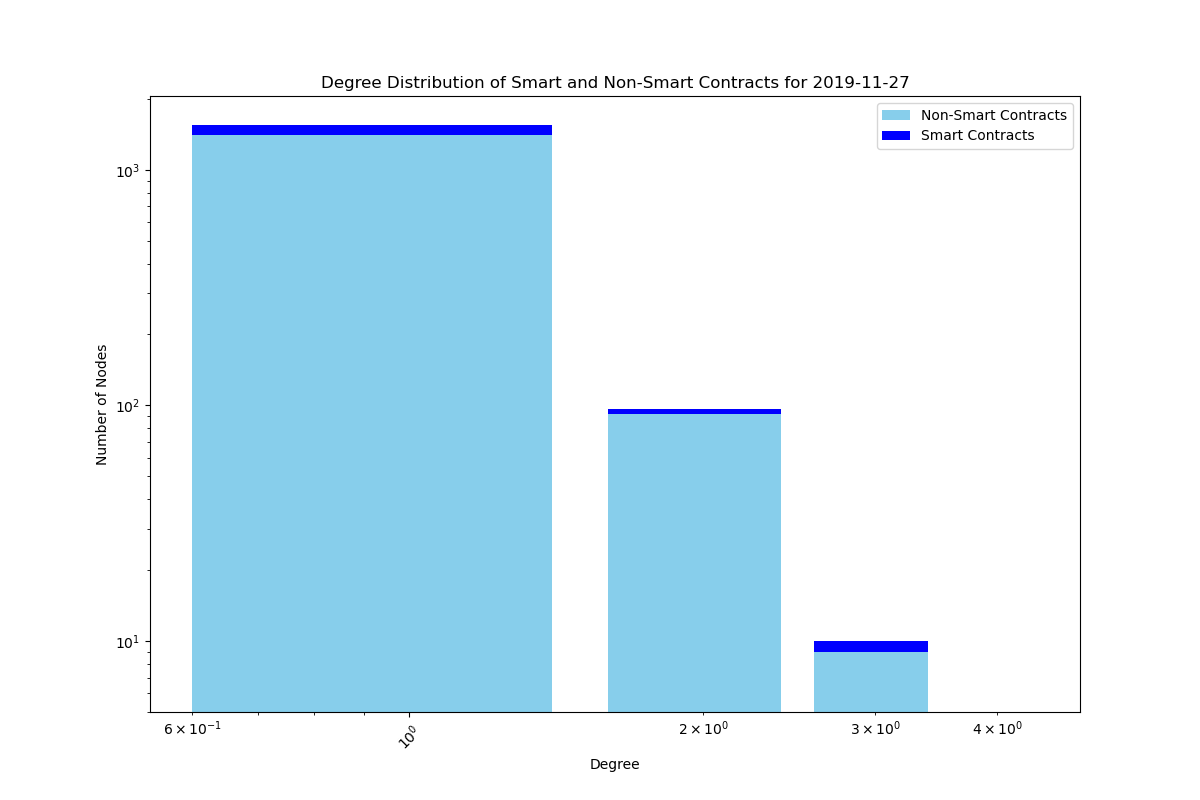 Degree Distribution of Smart and Non-Smart Contracts for 2019-11-27
Non-Smart Contracts
Smart Contracts
Number of Nodes
10³
10²
10¹
6 × 10⁻¹
10⁰
2 × 10⁰
3 × 10⁰
4 × 10⁰
Degree